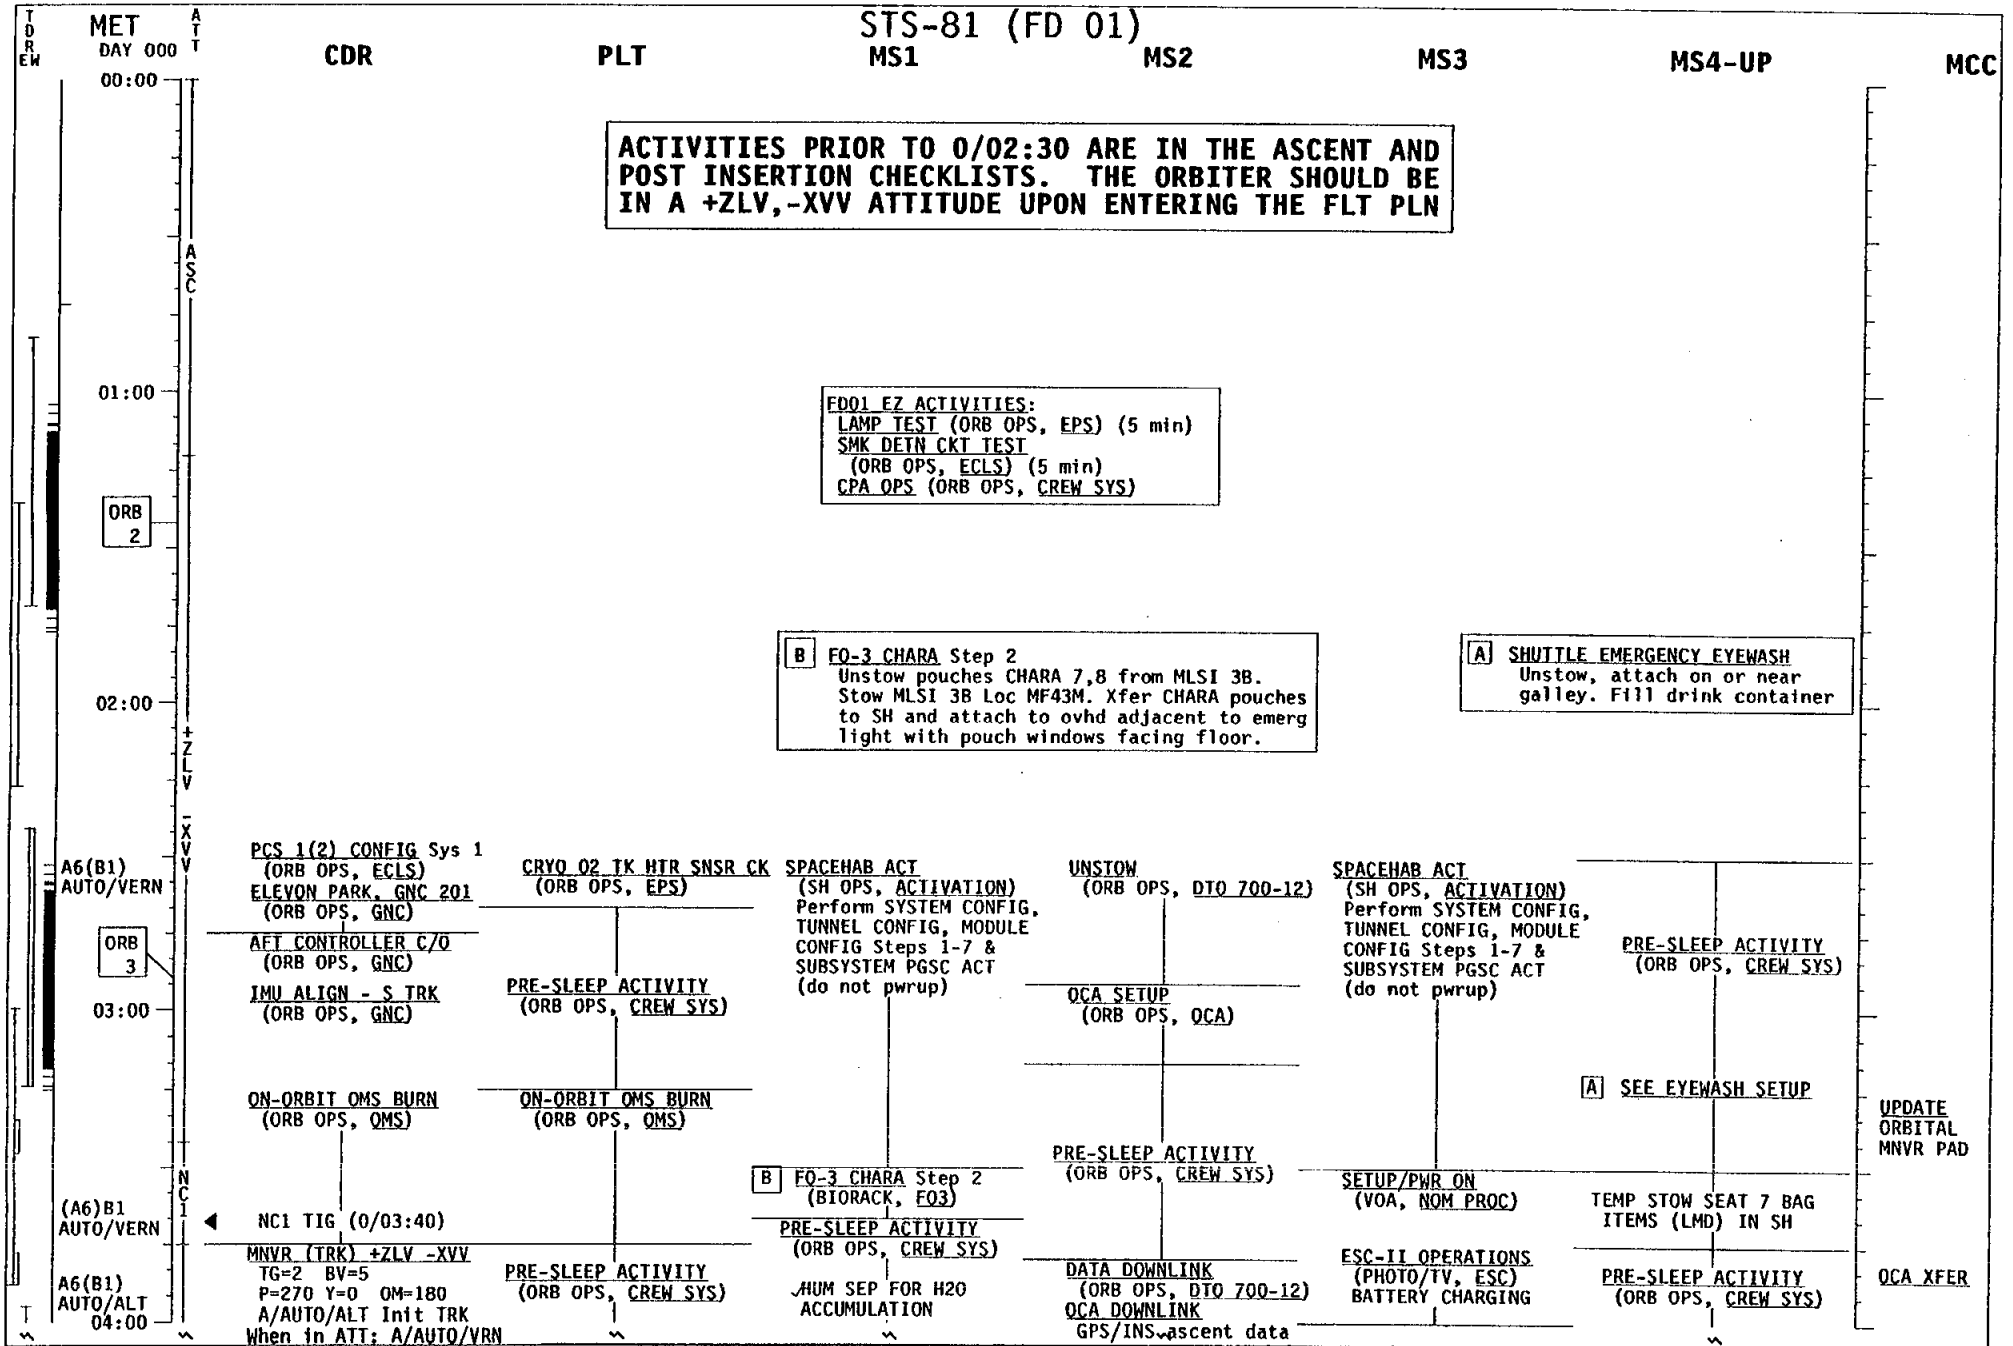 STS-81 (FD 01)
TDRE W
MET
DAY 000
ATT
CDR
PLT
MS1
MS2
MS3
MS4-UP
MCC
00:00
ACTIVITIES PRIOR TO 0/02:30 ARE IN THE ASCENT AND
POST INSERTION CHECKLISTS. THE ORBITER SHOULD BE
IN A +ZLV,-XVV ATTITUDE UPON ENTERING THE FLT PLN
ASC
01:00
FD01 EZ ACTIVITIES:
LAMP TEST (ORB OPS, EPS) (5 min)
SMK DETN CKT TEST
(ORB OPS, ECLS) (5 min)
CPA OPS (ORB OPS, CREW SYS)
ORB
2
B FO-3 CHARA Step 2
Unstow pouches CHARA 7,8 from MLSI 3B.
Stow MLSI 3B Loc MF43M. Xfer CHARA pouches
to SH and attach to ovhd adjacent to emerg
light with pouch windows facing floor.
A SHUTTLE EMERGENCY EYEWASH
Unstow, attach on or near
galley. Fill drink container
02:00
+ZLV -XVV
A6(B1)
AUTO/VERN
ORB
3
03:00
NC1
(A6)B1
AUTO/VERN
A6(B1)
AUTO/ALT
04:00
PCS 1(2) CONFIG Sys 1
(ORB OPS, ECLS)
ELEVON PARK, GNC 201
(ORB OPS, GNC)
AFT CONTROLLER C/O
(ORB OPS, GNC)
IMU ALIGN - S TRK
(ORB OPS, GNC)
ON-ORBIT OMS BURN
(ORB OPS, OMS)
NC1 TIG (0/03:40)
MNVR (TRK) +ZLV -XVV
TG=2 BV=5
P=270 Y=0 OM=180
A/AUTO/ALT Init TRK
When in ATT: A/AUTO/VRN
CRYO O2 TK HTR SNSR CK
(ORB OPS, EPS)
PRE-SLEEP ACTIVITY
(ORB OPS, CREW SYS)
ON-ORBIT OMS BURN
(ORB OPS, OMS)
PRE-SLEEP ACTIVITY
(ORB OPS, CREW SYS)
SPACEHAB ACT
(SH OPS, ACTIVATION)
Perform SYSTEM CONFIG,
TUNNEL CONFIG, MODULE
CONFIG Steps 1-7 &
SUBSYSTEM PGSC ACT
(do not pwrup)
B FO-3 CHARA Step 2
(BIORACK, FO3)
PRE-SLEEP ACTIVITY
(ORB OPS, CREW SYS)
✓HUM SEP FOR H2O
ACCUMULATION
UNSTOW
(ORB OPS, DTO 700-12)
OCA SETUP
(ORB OPS, OCA)
PRE-SLEEP ACTIVITY
(ORB OPS, CREW SYS)
DATA DOWNLINK
(ORB OPS, DTO 700-12)
OCA DOWNLINK
GPS/INS ascent data
SPACEHAB ACT
(SH OPS, ACTIVATION)
Perform SYSTEM CONFIG,
TUNNEL CONFIG, MODULE
CONFIG Steps 1-7 &
SUBSYSTEM PGSC ACT
(do not pwrup)
SETUP/PWR ON
(VOA, NOM PROC)
ESC-II OPERATIONS
(PHOTO/TV, ESC)
BATTERY CHARGING
PRE-SLEEP ACTIVITY
(ORB OPS, CREW SYS)
A SEE EYEWASH SETUP
TEMP STOW SEAT 7 BAG
ITEMS (LMD) IN SH
PRE-SLEEP ACTIVITY
(ORB OPS, CREW SYS)
UPDATE
ORBITAL
MNVR PAD
OCA XFER